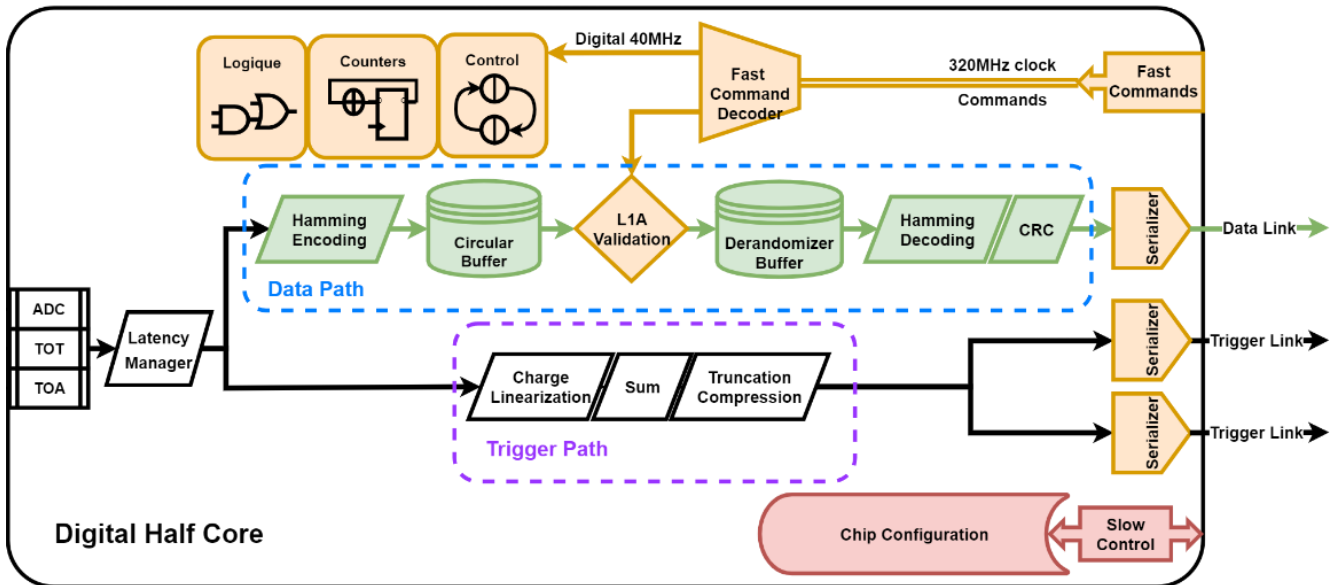 Logique
Counters
Control
Digital 40MHz
Fast
Command
Decoder
320MHz clock
Commands
Fast
Commands
Hamming
Encoding
Circular
Buffer
L1A
Validation
Derandomizer
Buffer
Hamming
Decoding
CRC
Serializer
Data Link
Data Path
ADC
TOT
TOA
Latency
Manager
Charge
Linearization
Sum
Truncation
Compression
Trigger Path
Serializer
Trigger Link
Serializer
Trigger Link
Digital Half Core
Chip Configuration
Slow
Control